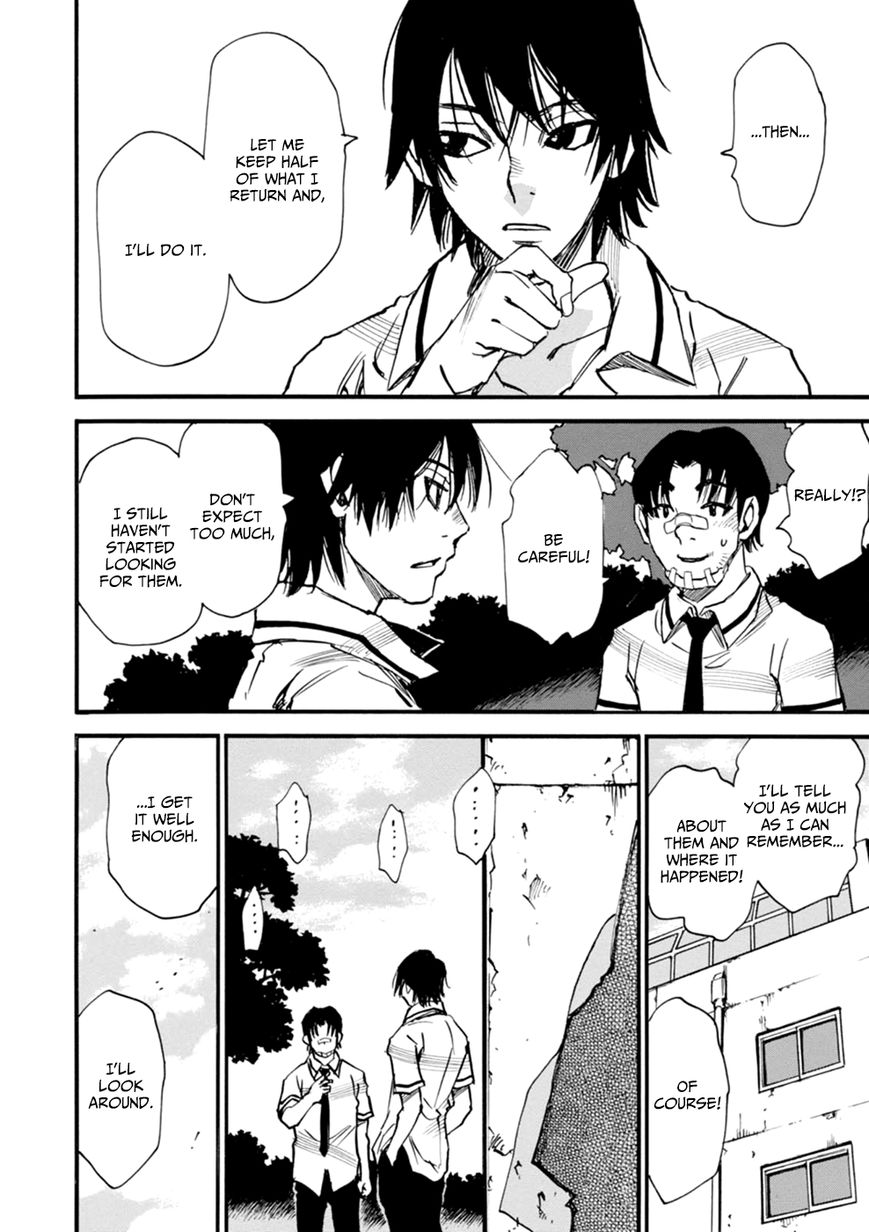 ...THEN...
LET ME
KEEP HALF
OF WHAT I
RETURN AND,
I'LL DO IT.
REALLY!?
BE
CAREFUL!
DON'T
EXPECT
TOO MUCH,
I STILL
HAVEN'T
STARTED
LOOKING
FOR THEM.
I'LL TELL
YOU AS MUCH
AS I CAN
REMEMBER...
ABOUT
THEM AND
WHERE IT
HAPPENED!
OF
COURSE!
.....
.....
.....
.....
...I GET
IT WELL
ENOUGH.
I'LL
LOOK
AROUND.